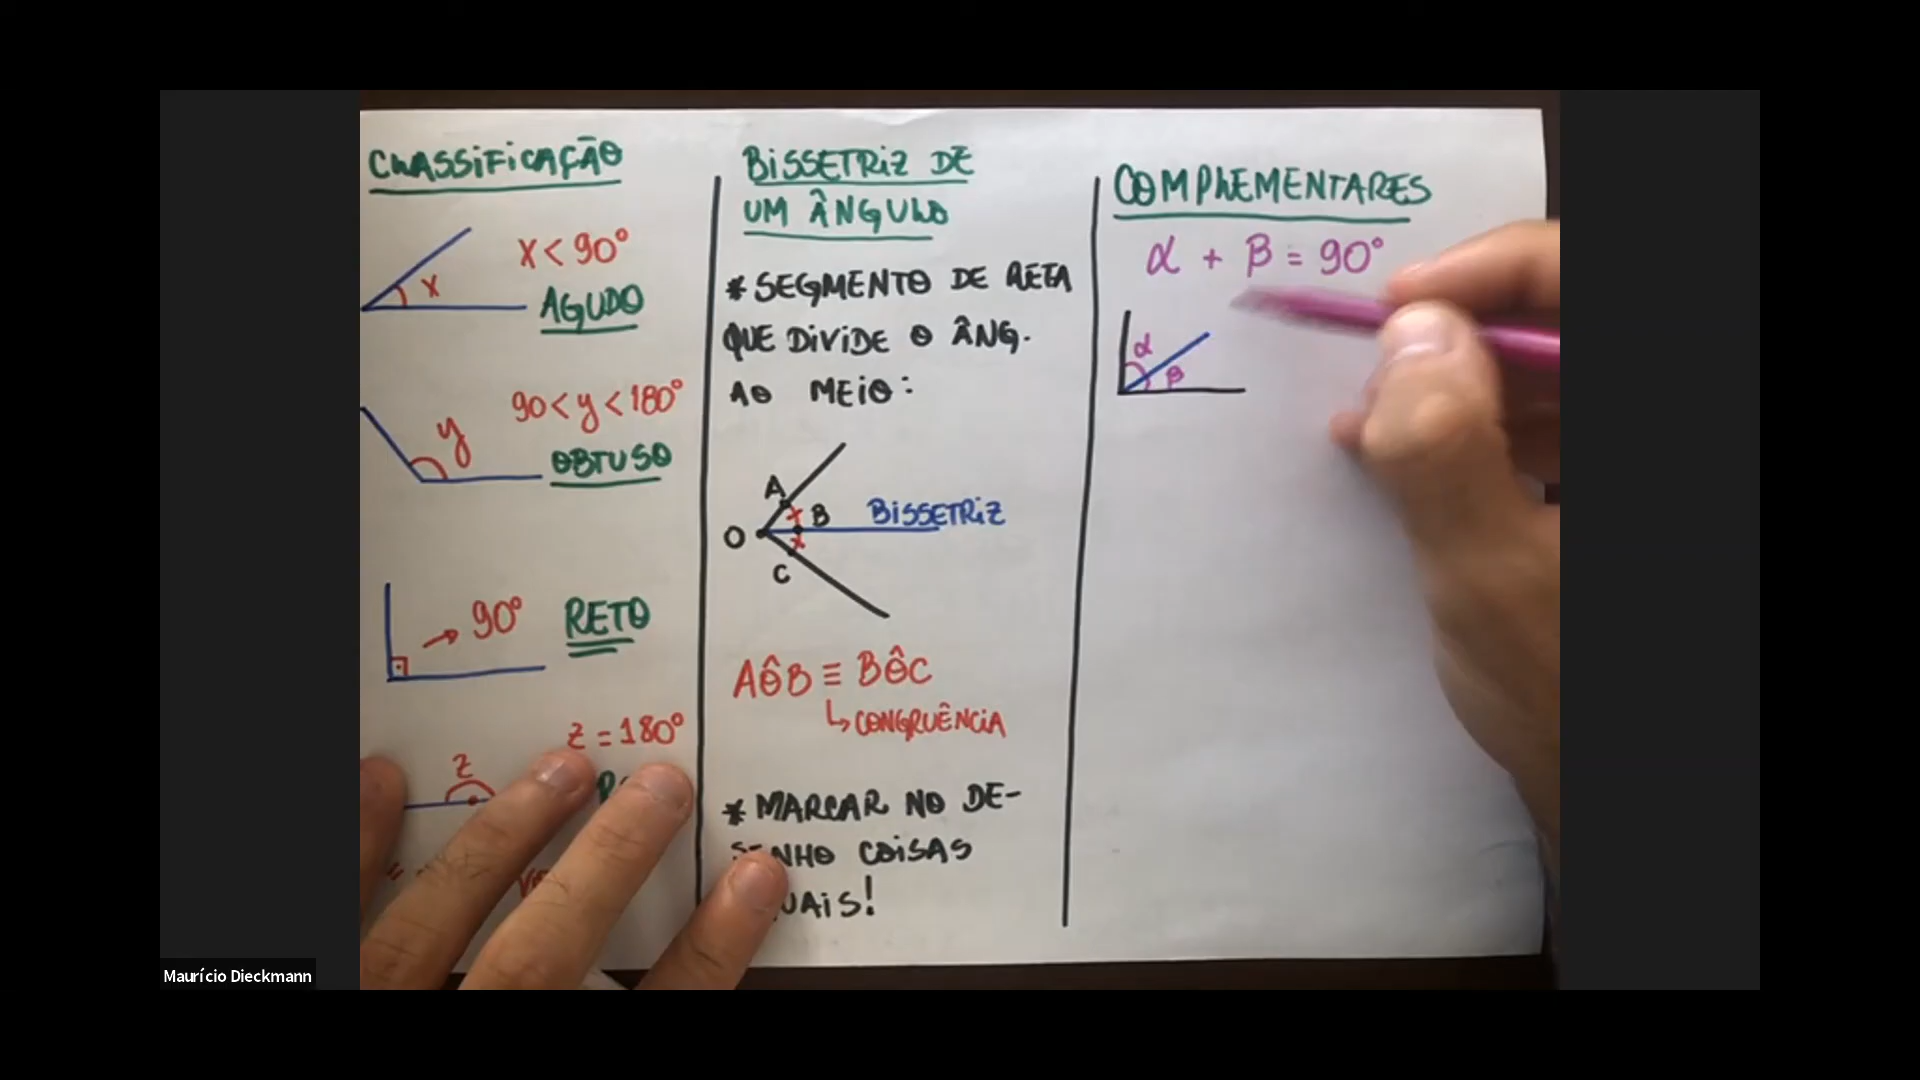 CLASSIFICAÇÃO
x < 90°
x
AGUDO
90 < y < 180°
y
OBTUSO
90°
RETO
z = 180°
z
BISSETRIZ DE
UM ÂNGULO
* SEGMENTO DE RETA
QUE DIVIDE O ÂNG.
AO MEIO:
A
B
BISSETRIZ
O
C
AÔB ≡ BÔC
↳ CONGRUÊNCIA
* MARCAR NO DE-
NHO COISAS
UAIS!
COMPLEMENTARES
α + β = 90°
α
β
Maurício Dieckmann